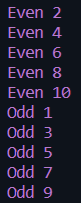 Even 2
Even 4
Even 6
Even 8
Even 10
Odd 1
Odd 3
Odd 5
Odd 7
Odd 9